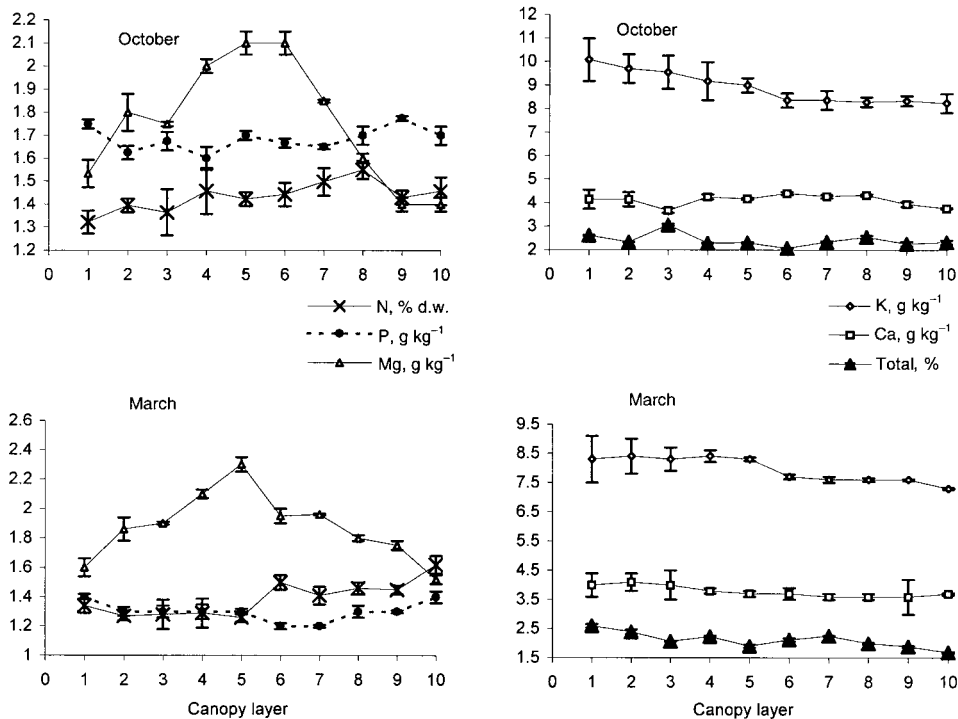 October
2.2
2.1
2
1.9
1.8
1.7
1.6
1.5
1.4
1.3
1.2
0 1 2 3 4 5 6 7 8 9 10
N, % d.w.
P, g kg⁻¹
Mg, g kg⁻¹
October
12
11
10
9
8
7
6
5
4
3
2
0 1 2 3 4 5 6 7 8 9 10
K, g kg⁻¹
Ca, g kg⁻¹
Total, %
March
2.6
2.4
2.2
2
1.8
1.6
1.4
1.2
1
0 1 2 3 4 5 6 7 8 9 10
Canopy layer
March
9.5
8.5
7.5
6.5
5.5
4.5
3.5
2.5
1.5
0 1 2 3 4 5 6 7 8 9 10
Canopy layer